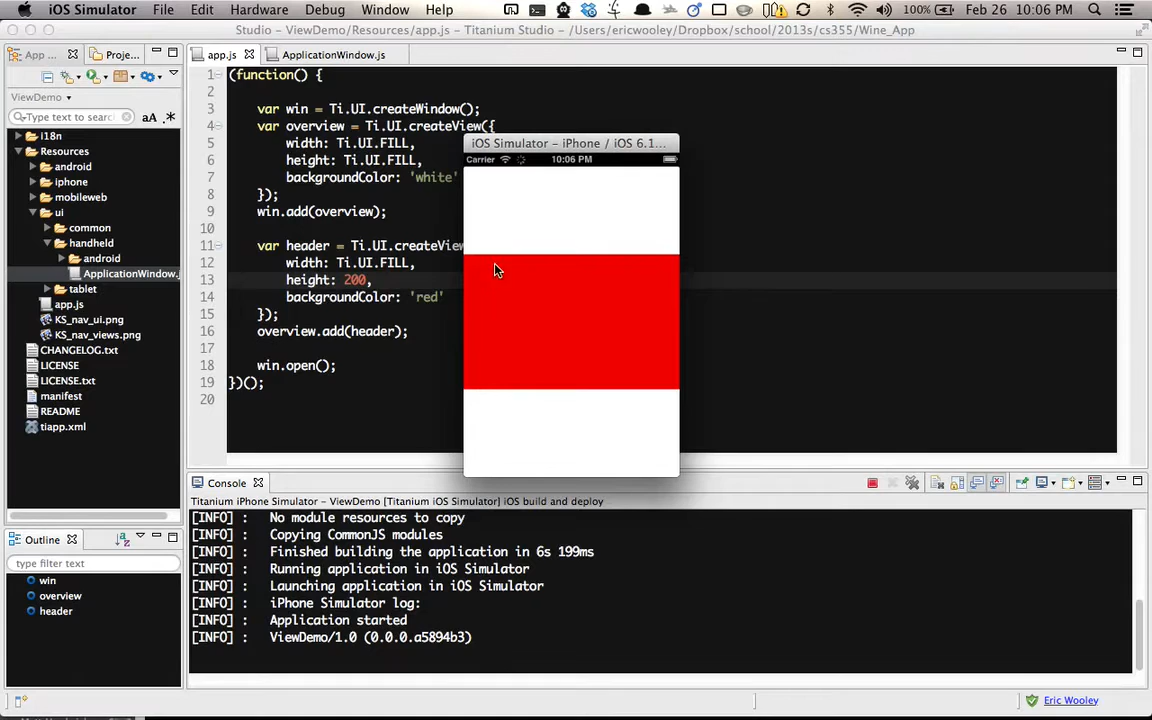 iOS Simulator File Edit Hardware Debug Window Help 100% Feb 26 10:06 PM
Studio – ViewDemo/Resources/app.js – Titanium Studio – /Users/ericwooley/Dropbox/school/2013s/cs355/Wine_App
App ... Proje...
app.js ApplicationWindow.js
ViewDemo
Type text to searc aA .*
i18n
Resources
android
iphone
mobileweb
ui
common
handheld
android
ApplicationWindow.j
tablet
app.js
KS_nav_ui.png
KS_nav_views.png
CHANGELOG.txt
LICENSE
LICENSE.txt
manifest
README
tiapp.xml
Outline
type filter text
win
overview
header
1 (function() {
2
3 var win = Ti.UI.createWindow();
4 var overview = Ti.UI.createView({
5 width: Ti.UI.FILL,
6 height: Ti.UI.FILL,
7 backgroundColor: 'white'
8 });
9 win.add(overview);
10
11 var header = Ti.UI.createView
12 width: Ti.UI.FILL,
13 height: 200,
14 backgroundColor: 'red'
15 });
16 overview.add(header);
17
18 win.open();
19 })();
20
iOS Simulator – iPhone / iOS 6.1...
Carrier 10:06 PM
Console
Titanium iPhone Simulator – ViewDemo [Titanium iOS Simulator] iOS build and deploy
[INFO] : No module resources to copy
[INFO] : Copying CommonJS modules
[INFO] : Finished building the application in 6s 199ms
[INFO] : Running application in iOS Simulator
[INFO] : Launching application in iOS Simulator
[INFO] : iPhone Simulator log:
[INFO] : Application started
[INFO] : ViewDemo/1.0 (0.0.0.a5894b3)
Eric Wooley